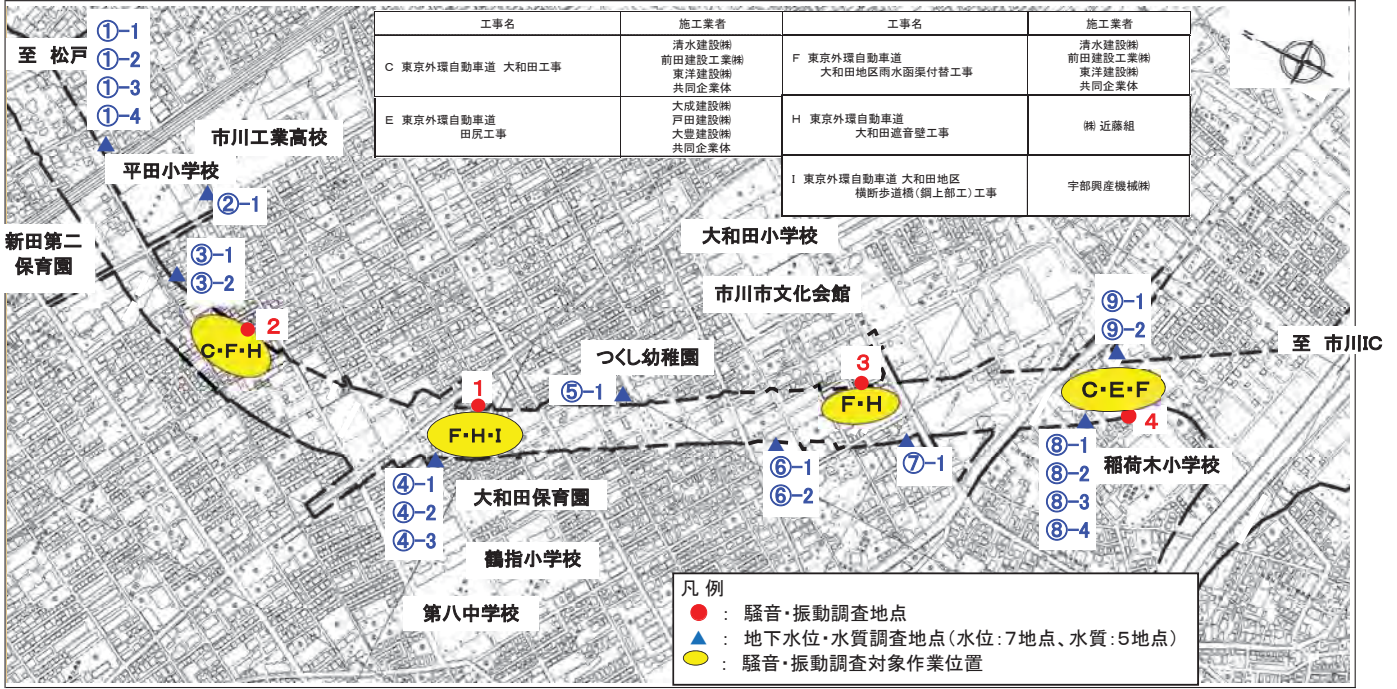 工事名
施工業者
工事名
施工業者
C 東京外環自動車道 大和田工事
清水建設㈱
前田建設工業㈱
東洋建設㈱
共同企業体
F 東京外環自動車道
大和田地区雨水函渠付替工事
清水建設㈱
前田建設工業㈱
東洋建設㈱
共同企業体
E 東京外環自動車道
田尻工事
大成建設㈱
戸田建設㈱
大豊建設㈱
共同企業体
H 東京外環自動車道
大和田遮音壁工事
㈱ 近藤組
I 東京外環自動車道 大和田地区
横断歩道橋(鋼上部工)工事
宇部興産機械㈱
至 松戸
①-1
①-2
①-3
①-4
市川工業高校
平田小学校
②-1
新田第二
保育園
③-1
③-2
大和田小学校
市川市文化会館
⑨-1
⑨-2
至 市川IC
2
C・F・H
つくし幼稚園
3
1
⑤-1
F・H
C・E・F
F・H・I
4
④-1
④-2
④-3
大和田保育園
⑥-1
⑥-2
⑦-1
⑧-1
⑧-2
⑧-3
⑧-4
稲荷木小学校
鶴指小学校
第八中学校
凡 例
： 騒音・振動調査地点
： 地下水位・水質調査地点(水位:7地点、水質:5地点)
： 騒音・振動調査対象作業位置